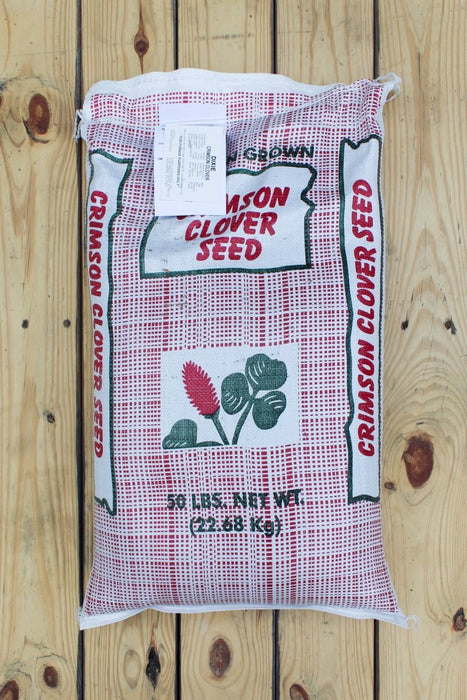 DIXIE
CRIMSON CLOVER
GROWN
CRIMSON
CLOVER
SEED
CRIMSON CLOVER SEED
CRIMSON CLOVER SEED
50 LBS. NET WT.
(22.68 Kg)